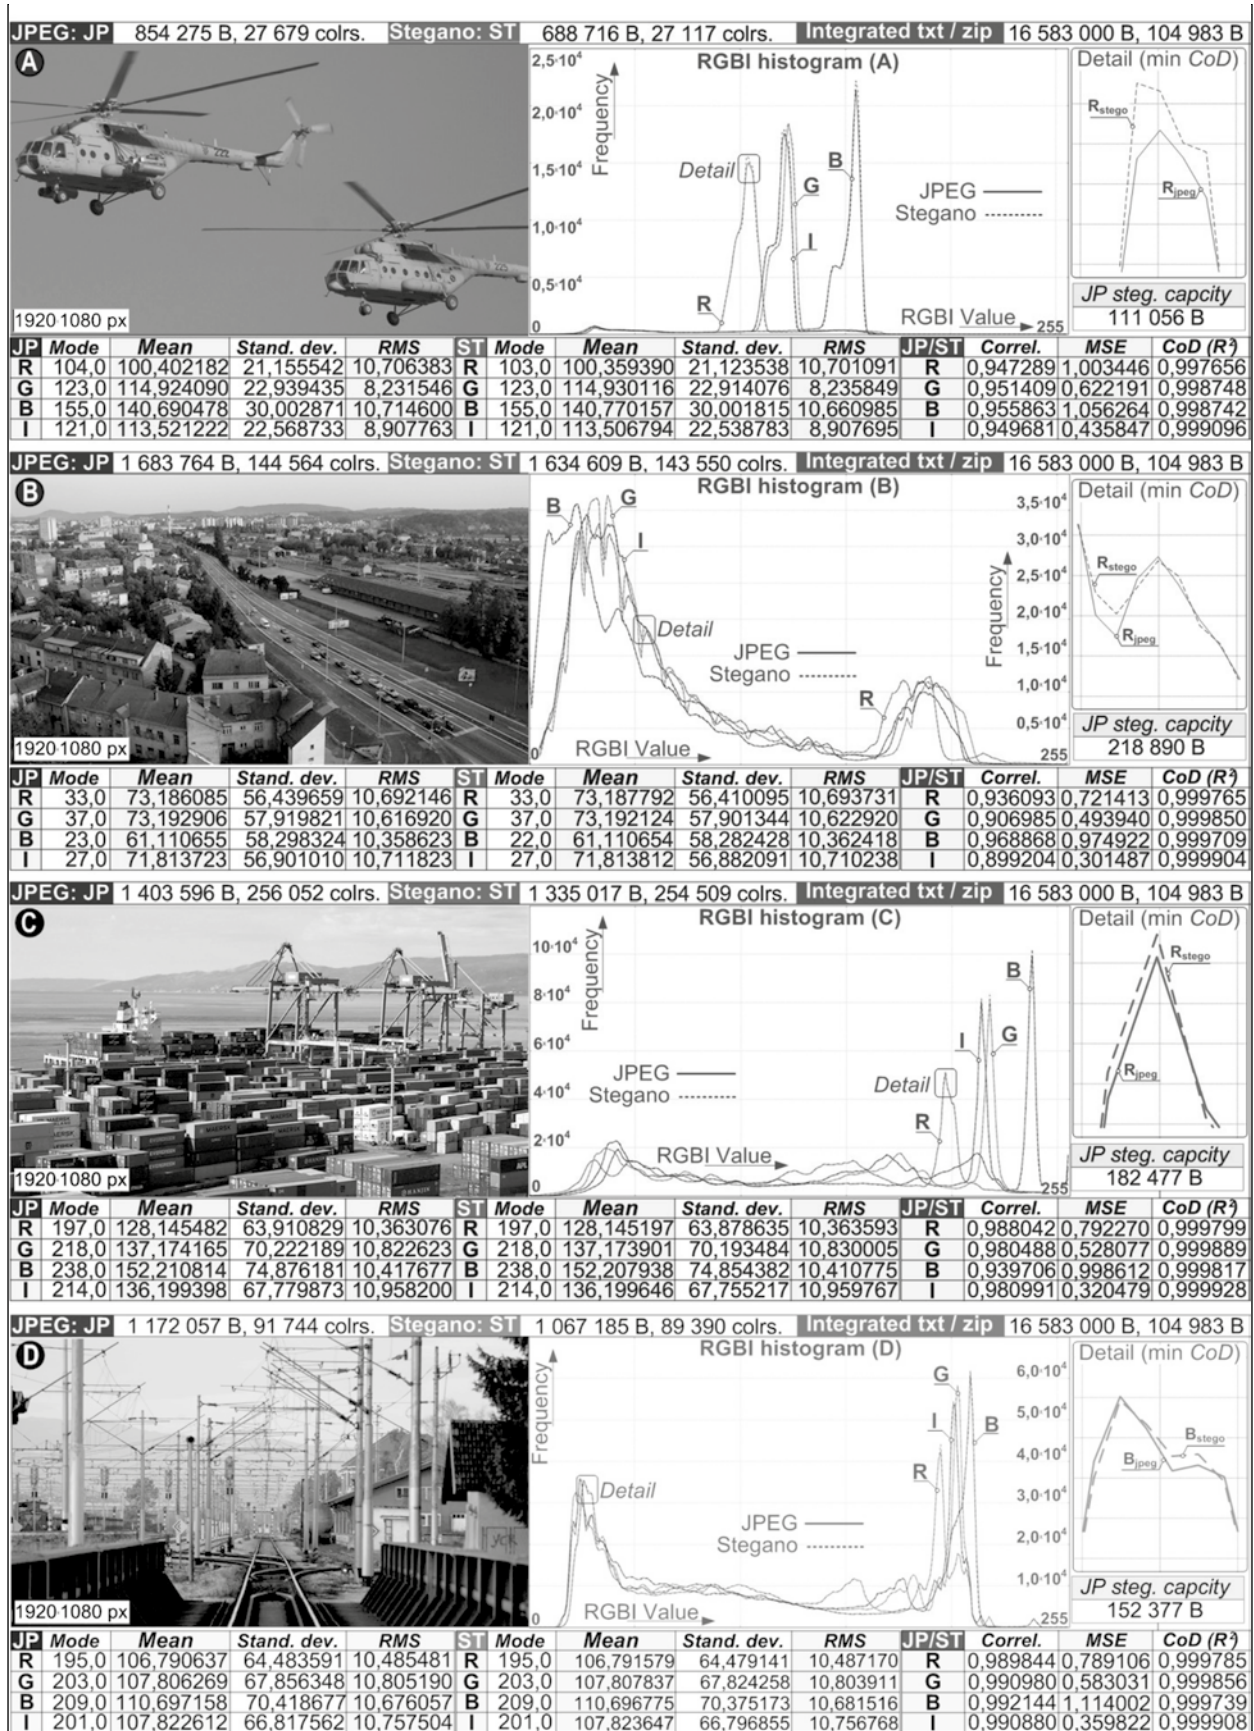 JPEG: JP 854 275 B, 27 679 colrs. Stegano: ST 688 716 B, 27 117 colrs. Integrated txt / zip 16 583 000 B, 104 983 B
A
222
225
1920·1080 px
RGBI histogram (A)
2,5·10⁴
2,0·10⁴
1,5·10⁴
1,0·10⁴
0,5·10⁴
0
Frequency
Detail
B
G
I
R
JPEG
Stegano
RGBI Value
255
Detail (min CoD)
Rstego
Rjpeg
JP steg. capcity
111 056 B
JP Mode Mean Stand. dev. RMS ST Mode Mean Stand. dev. RMS JP/ST Correl. MSE CoD (R²)
R 104,0 100,402182 21,155542 10,706383 R 103,0 100,359390 21,123538 10,701091 R 0,947289 1,003446 0,997656
G 123,0 114,924090 22,939435 8,231546 G 123,0 114,930116 22,914076 8,235849 G 0,951409 0,622191 0,998748
B 155,0 140,690478 30,002871 10,714600 B 155,0 140,770157 30,001815 10,660985 B 0,955863 1,056264 0,998742
I 121,0 113,521222 22,568733 8,907763 I 121,0 113,506794 22,538783 8,907695 I 0,949681 0,435847 0,999096
JPEG: JP 1 683 764 B, 144 564 colrs. Stegano: ST 1 634 609 B, 143 550 colrs. Integrated txt / zip 16 583 000 B, 104 983 B
B
1920·1080 px
RGBI histogram (B)
B
G
I
Detail
JPEG
Stegano
R
0
RGBI Value
255
Frequency
3,5·10⁴
3,0·10⁴
2,5·10⁴
2,0·10⁴
1,5·10⁴
1,0·10⁴
0,5·10⁴
Detail (min CoD)
Rstego
Rjpeg
JP steg. capcity
218 890 B
JP Mode Mean Stand. dev. RMS ST Mode Mean Stand. dev. RMS JP/ST Correl. MSE CoD (R²)
R 33,0 73,186085 56,439659 10,692146 R 33,0 73,187792 56,410095 10,693731 R 0,936093 0,721413 0,999765
G 37,0 73,192906 57,919821 10,616920 G 37,0 73,192124 57,901344 10,622920 G 0,906985 0,493940 0,999850
B 23,0 61,110655 58,298324 10,358623 B 22,0 61,110654 58,282428 10,362418 B 0,968868 0,974922 0,999709
I 27,0 71,813723 56,901010 10,711823 I 27,0 71,813812 56,882091 10,710238 I 0,899204 0,301487 0,999904
JPEG: JP 1 403 596 B, 256 052 colrs. Stegano: ST 1 335 017 B, 254 509 colrs. Integrated txt / zip 16 583 000 B, 104 983 B
C
MAERSK
1920·1080 px
RGBI histogram (C)
10·10⁴
8·10⁴
6·10⁴
4·10⁴
2·10⁴
0
Frequency
B
I
G
JPEG
Stegano
Detail
R
RGBI Value
255
Detail (min CoD)
Rstego
Rjpeg
JP steg. capcity
182 477 B
JP Mode Mean Stand. dev. RMS ST Mode Mean Stand. dev. RMS JP/ST Correl. MSE CoD (R²)
R 197,0 128,145482 63,910829 10,363076 R 197,0 128,145197 63,878635 10,363593 R 0,988042 0,792270 0,999799
G 218,0 137,174165 70,222189 10,822623 G 218,0 137,173901 70,193484 10,830005 G 0,980488 0,528077 0,999889
B 238,0 152,210814 74,876181 10,417677 B 238,0 152,207938 74,854382 10,410775 B 0,939706 0,998612 0,999817
I 214,0 136,199398 67,779873 10,958200 I 214,0 136,199646 67,755217 10,959767 I 0,980991 0,320479 0,999928
JPEG: JP 1 172 057 B, 91 744 colrs. Stegano: ST 1 067 185 B, 89 390 colrs. Integrated txt / zip 16 583 000 B, 104 983 B
D
1920·1080 px
RGBI histogram (D)
Frequency
6,0·10⁴
5,0·10⁴
4,0·10⁴
3,0·10⁴
2,0·10⁴
1,0·10⁴
G
I
B
R
Detail
JPEG
Stegano
0
RGBI Value
255
Detail (min CoD)
Bstego
Bjpeg
JP steg. capcity
152 377 B
JP Mode Mean Stand. dev. RMS ST Mode Mean Stand. dev. RMS JP/ST Correl. MSE CoD (R²)
R 195,0 106,790637 64,483591 10,485481 R 195,0 106,791579 64,479141 10,487170 R 0,989844 0,789106 0,999785
G 203,0 107,806269 67,856348 10,805190 G 203,0 107,807837 67,824258 10,803911 G 0,990980 0,583031 0,999856
B 209,0 110,697158 70,418677 10,676057 B 209,0 110,696775 70,375173 10,681516 B 0,992144 1,114002 0,999739
I 201,0 107,822612 66,817562 10,757504 I 201,0 107,823647 66,796855 10,756768 I 0,990880 0,359822 0,999908